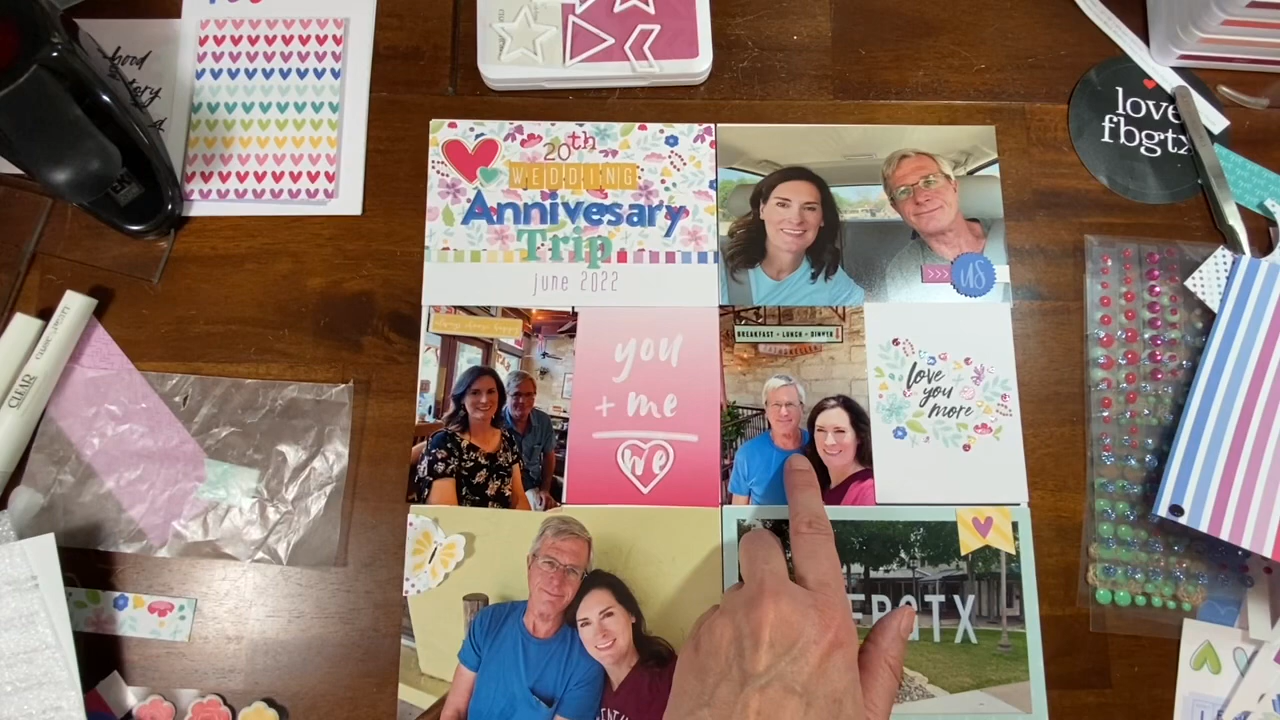 love
fbgtx
20th
WEDDING
Annivesary
Trip
june 2022
us
you
+ me
we
BREAKFAST + LUNCH + DINNER
love
you
more
FBGTX
CLEAR